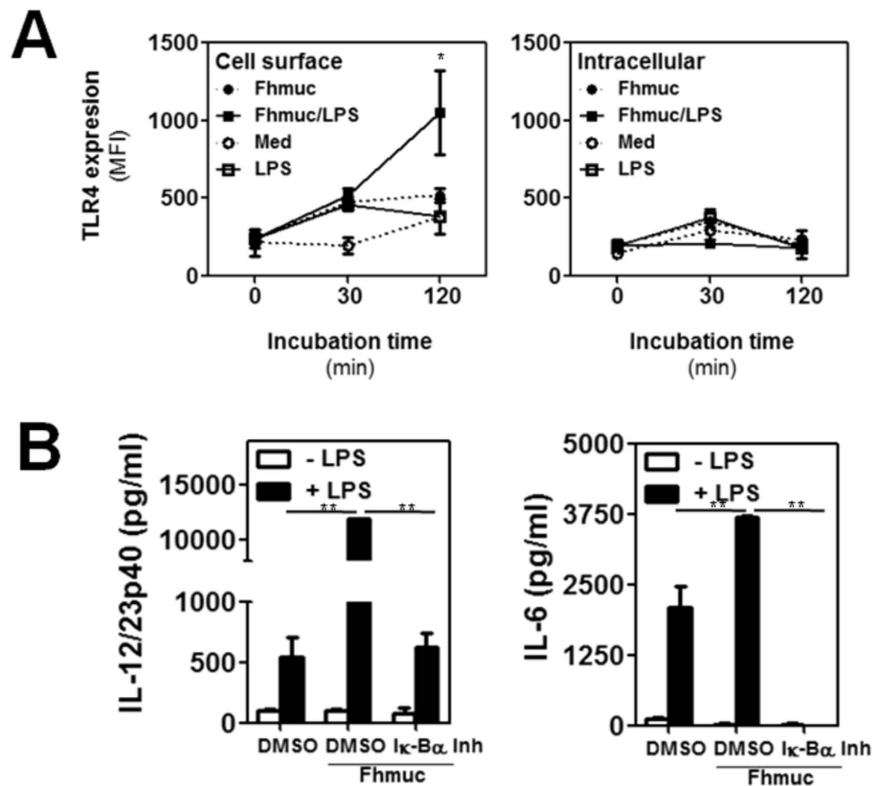 A
TLR4 expresion
(MFI)
1500
1000
500
0
Cell surface
Fhmuc
Fhmuc/LPS
Med
LPS
*
0 30 120
Incubation time
(min)
1500
1000
500
0
Intracellular
Fhmuc
Fhmuc/LPS
Med
LPS
0 30 120
Incubation time
(min)
B
IL-12/23p40 (pg/ml)
15000
10000
1000
500
0
- LPS
+ LPS
** **
DMSO DMSO Iκ-Bα Inh
Fhmuc
IL-6 (pg/ml)
5000
3750
2500
1250
0
- LPS
+ LPS
** **
DMSO DMSO Iκ-Bα Inh
Fhmuc